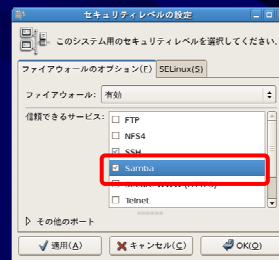 セキュリティレベルの設定
このシステム用のセキュリティレベルを選択してください.
ファイアウォールのオプション(F) SELinux(S)
ファイアウォール: 有効
信頼できるサービス:
FTP
NFS4
SSH
Samba
Telnet
その他のポート
適用(A) キャンセル(C) OK(O)